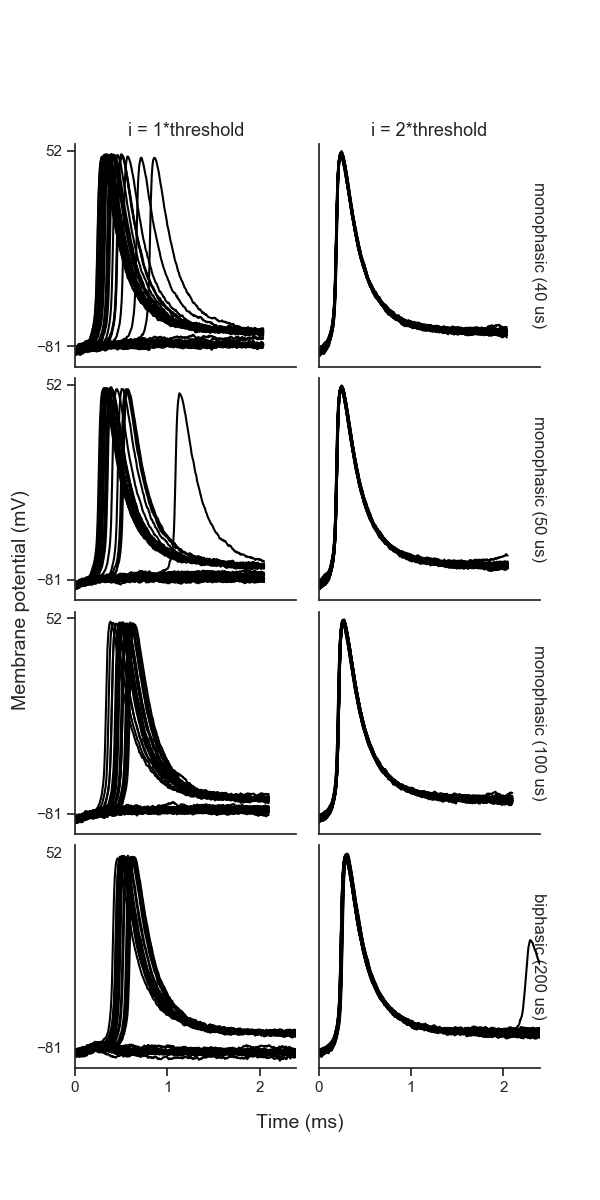 i = 1*threshold
i = 2*threshold
52
−81
monophasic (40 us)
52
−81
monophasic (50 us)
Membrane potential (mV)
52
−81
monophasic (100 us)
52
−81
biphasic (200 us)
0
1
2
0
1
2
Time (ms)